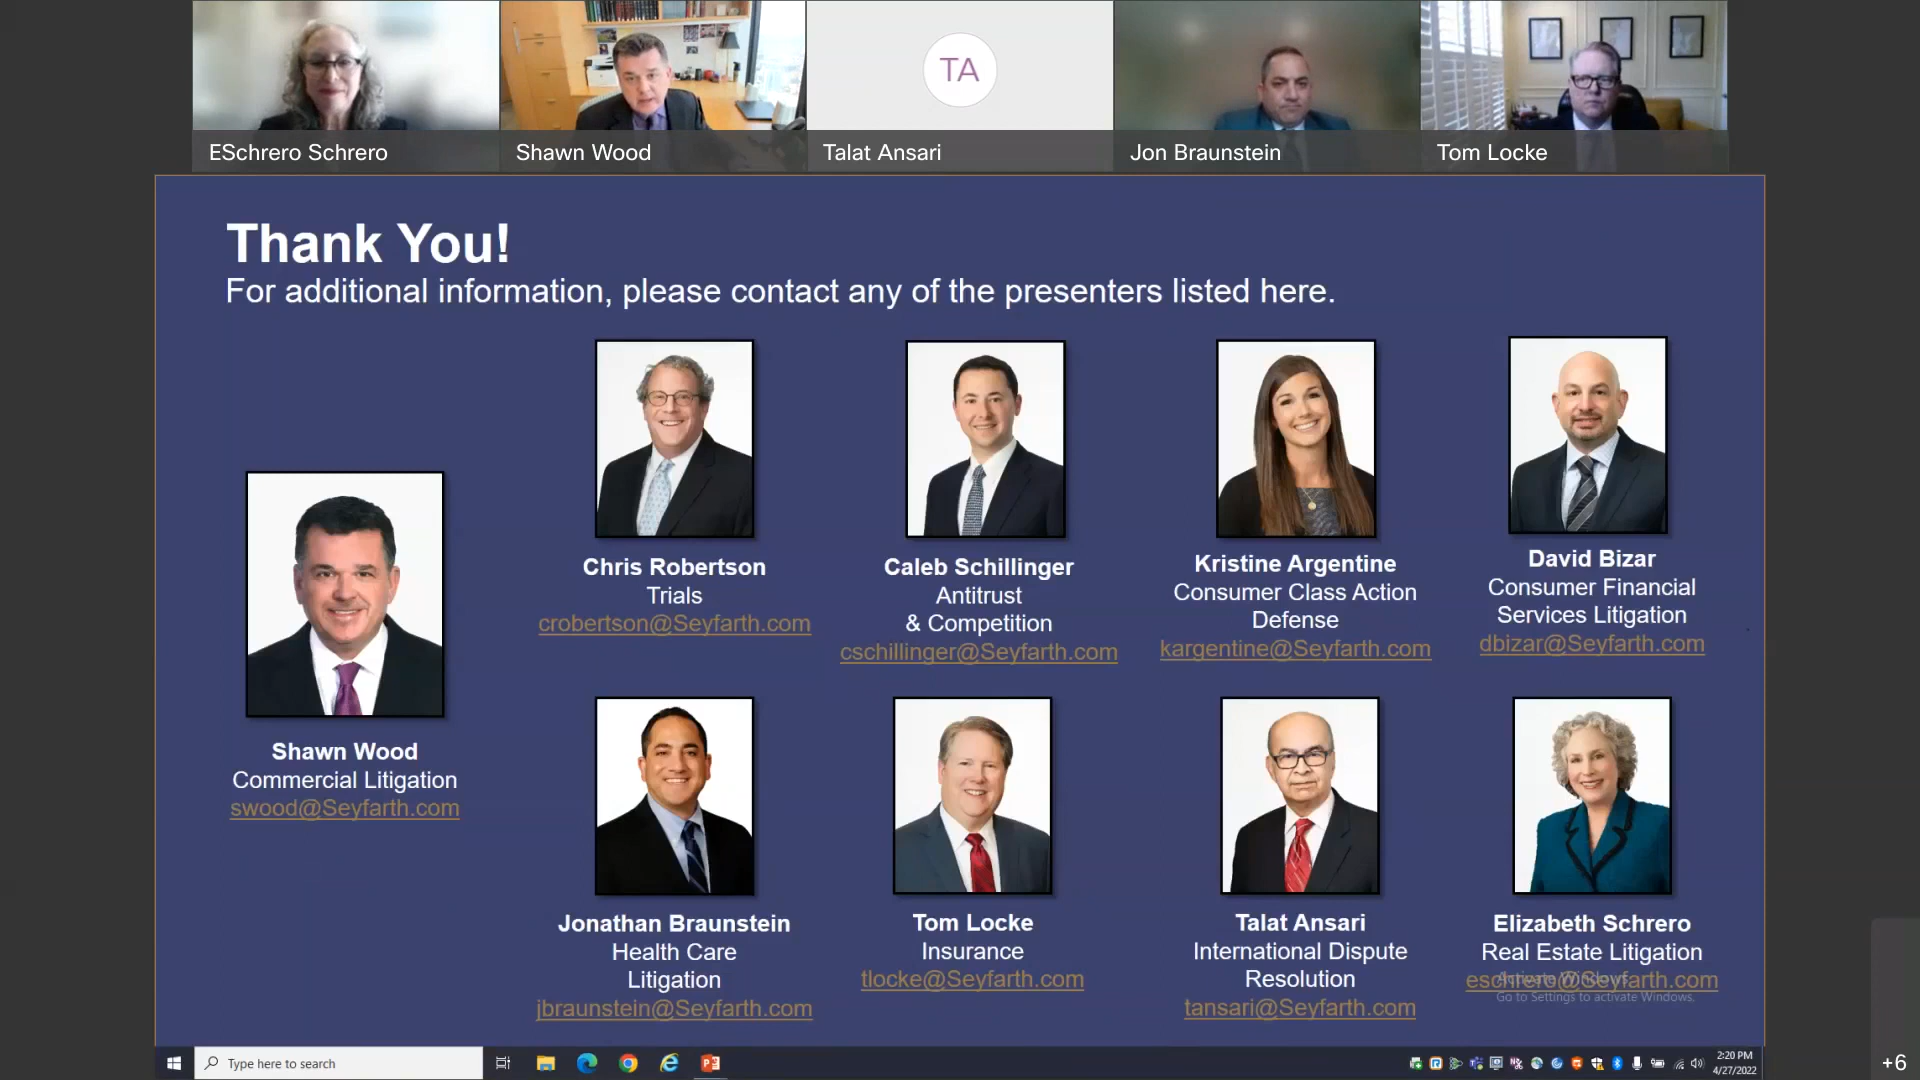 ESchrero Schrero
Shawn Wood
TA
Talat Ansari
Jon Braunstein
Tom Locke
Thank You!
For additional information, please contact any of the presenters listed here.
Chris Robertson
Trials
crobertson@Seyfarth.com
Caleb Schillinger
Antitrust
& Competition
cschillinger@Seyfarth.com
Kristine Argentine
Consumer Class Action
Defense
kargentine@Seyfarth.com
David Bizar
Consumer Financial
Services Litigation
dbizar@Seyfarth.com
Shawn Wood
Commercial Litigation
swood@Seyfarth.com
Jonathan Braunstein
Health Care
Litigation
jbraunstein@Seyfarth.com
Tom Locke
Insurance
tlocke@Seyfarth.com
Talat Ansari
International Dispute
Resolution
tansari@Seyfarth.com
Elizabeth Schrero
Real Estate Litigation
eschrero@Seyfarth.com
Activate Windows
Go to Settings to activate Windows.
Type here to search
2:20 PM
4/27/2022
+6